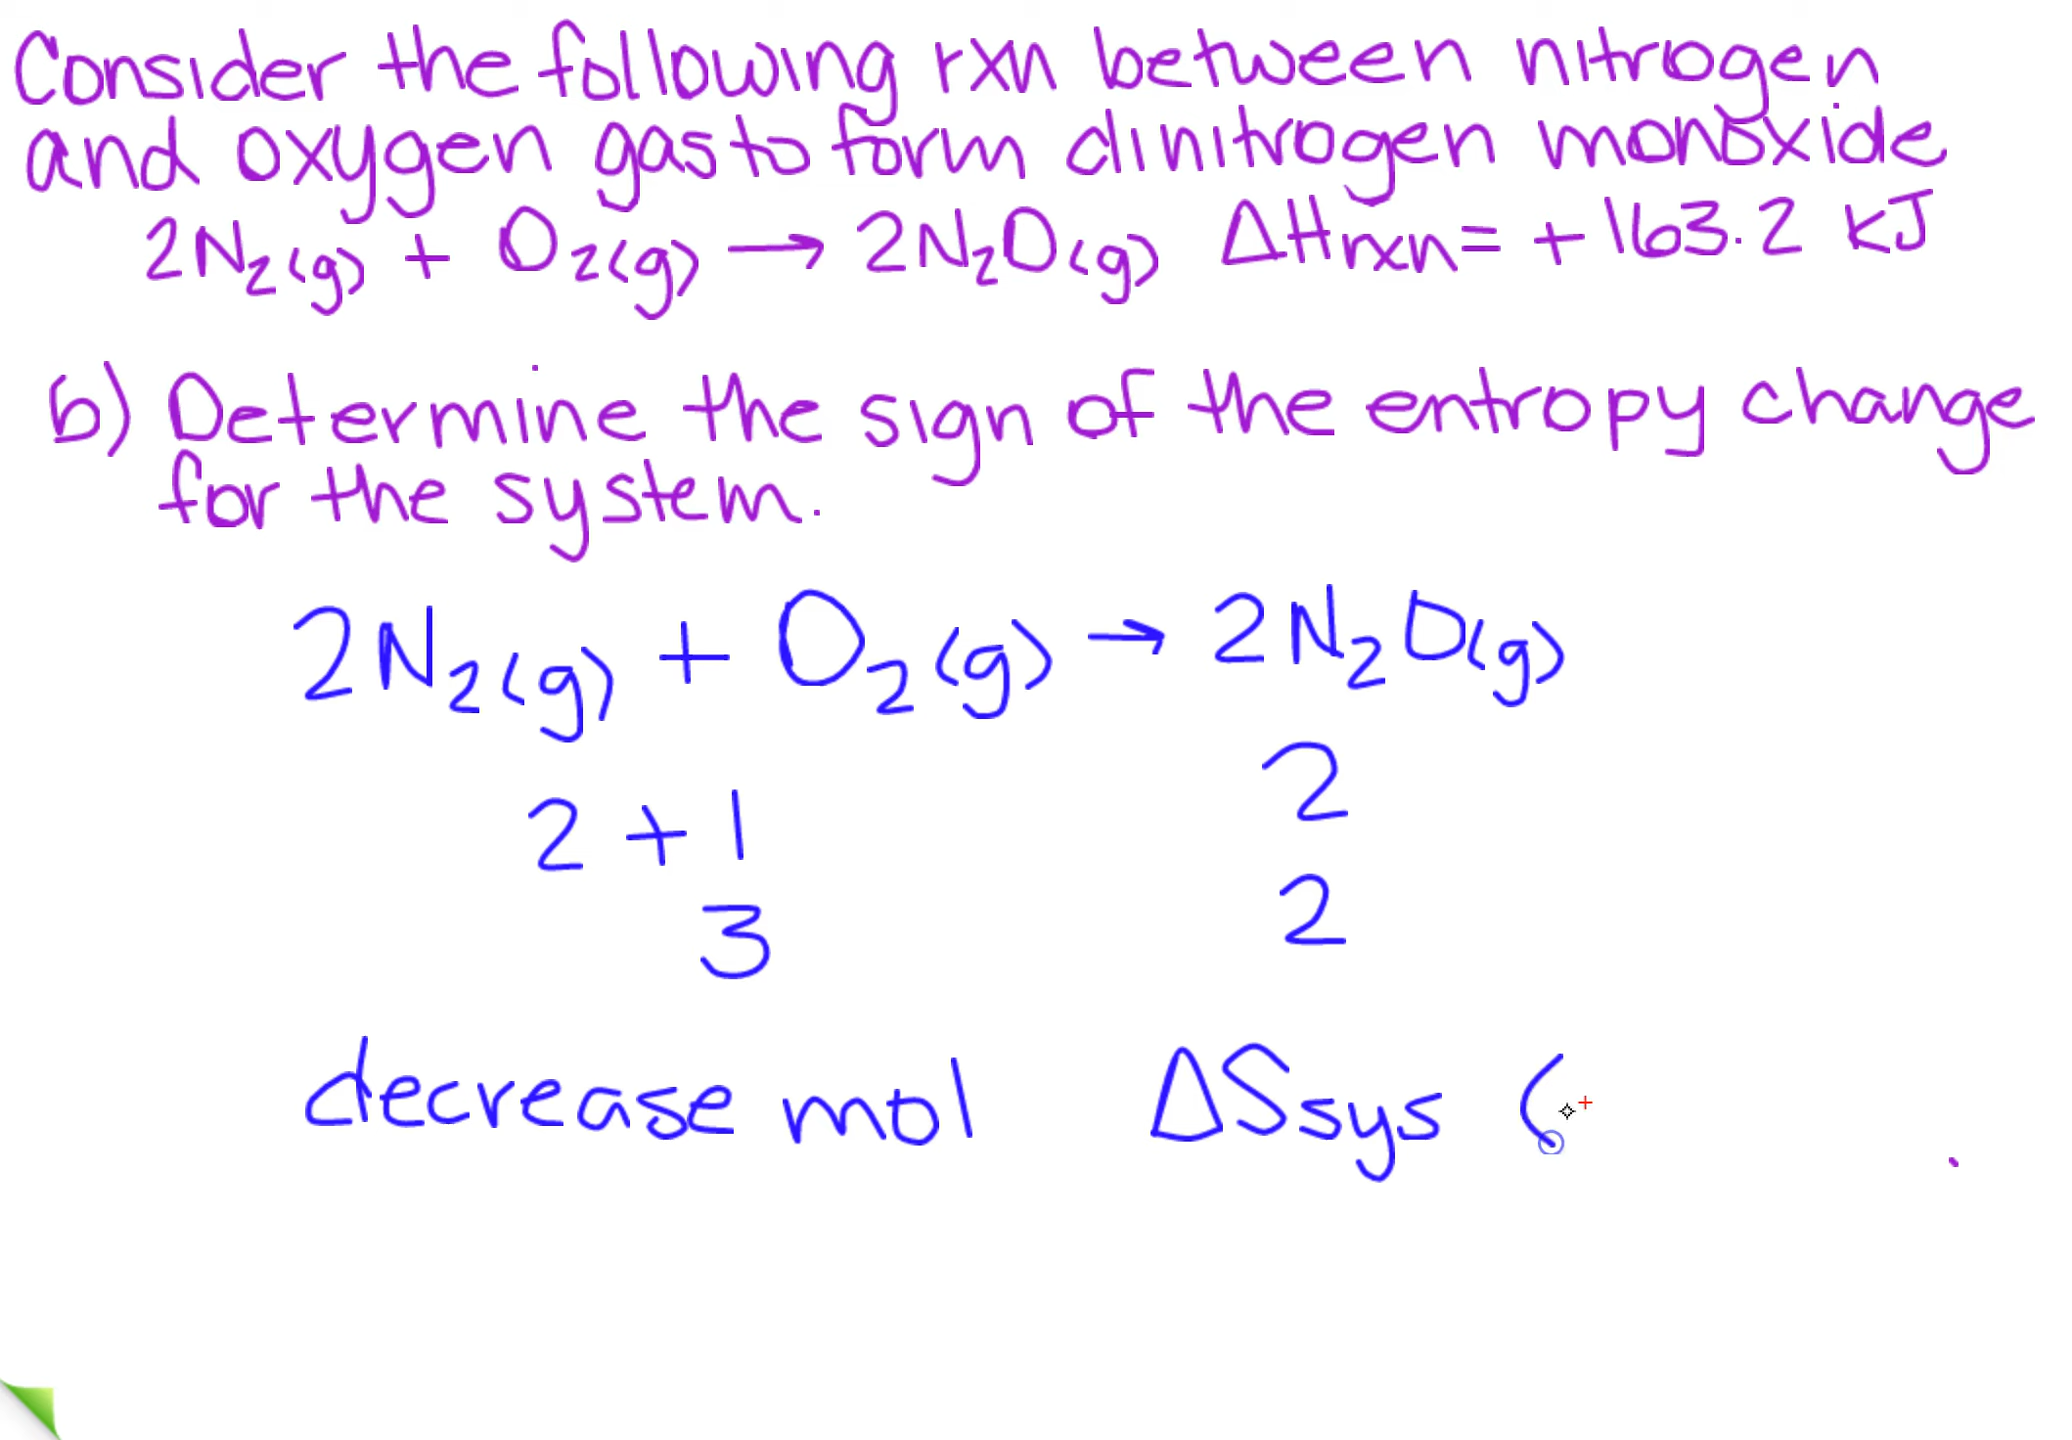 Consider the following rxn between nitrogen
and oxygen gas to form dinitrogen monoxide
2N₂(g) + O₂(g) → 2N₂O(g) ΔHrxn = +163.2 kJ
b) Determine the sign of the entropy change
for the system.
2N₂(g) + O₂(g) → 2N₂O(g)
2 + 1 2
3 2
decrease mol ΔSsys (